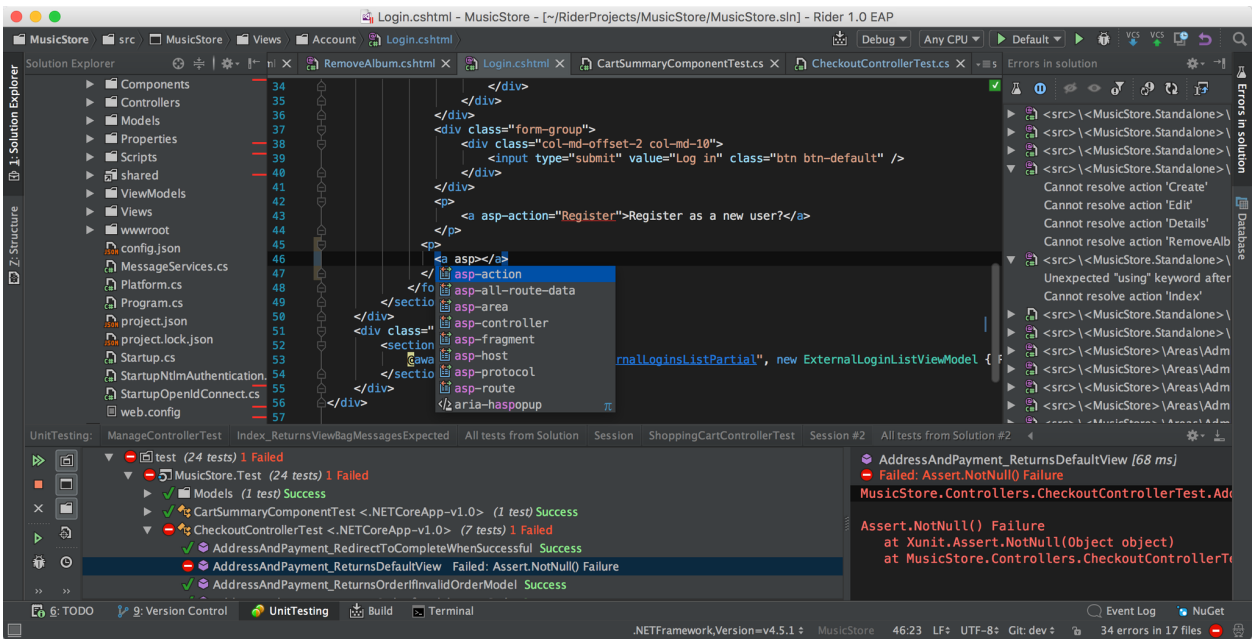 Login.cshtml - MusicStore - [~/RiderProjects/MusicStore/MusicStore.sln] - Rider 1.0 EAP
MusicStore src MusicStore Views Account Login.cshtml Debug Any CPU Default VCS VCS
Solution Explorer
RemoveAlbum.cshtml Login.cshtml CartSummaryComponentTest.cs CheckoutControllerTest.cs
Errors in solution
1: Solution Explorer
Z: Structure
Components
Controllers
Models
Properties
Scripts
shared
ViewModels
Views
wwwroot
config.json
MessageServices.cs
Platform.cs
Program.cs
project.json
project.lock.json
Startup.cs
StartupNtlmAuthentication.
StartupOpenIdConnect.cs
web.config
34 </div>
35 </div>
36 </div>
37 <div class="form-group">
38 <div class="col-md-offset-2 col-md-10">
39 <input type="submit" value="Log in" class="btn btn-default" />
40 </div>
41 </div>
42 <p>
43 <a asp-action="Register">Register as a new user?</a>
44 </p>
45 <p>
46 <a asp></a>
47 </
48 </fo
49 </sectio
50 </div>
51 <div class="
52 <section
53 @awa rnalLoginsListPartial", new ExternalLoginListViewModel {
54 </sectio
55 </div>
56 </div>
57
asp-action
asp-all-route-data
asp-area
asp-controller
asp-fragment
asp-host
asp-protocol
asp-route
aria-haspopup π
<src>\<MusicStore.Standalone>\
<src>\<MusicStore.Standalone>\
<src>\<MusicStore.Standalone>\
<src>\<MusicStore.Standalone>\
Cannot resolve action 'Create'
Cannot resolve action 'Edit'
Cannot resolve action 'Details'
Cannot resolve action 'RemoveAlb
<src>\<MusicStore.Standalone>\
Unexpected "using" keyword after
Cannot resolve action 'Index'
<src>\<MusicStore.Standalone>\
<src>\<MusicStore.Standalone>\
<src>\<MusicStore>\Areas\Adm
<src>\<MusicStore>\Areas\Adm
<src>\<MusicStore>\Areas\Adm
<src>\<MusicStore>\Areas\Adm
Errors in solution
Database
UnitTesting: ManageControllerTest Index_ReturnsViewBagMessagesExpected All tests from Solution Session ShoppingCartControllerTest Session #2 All tests from Solution #2
test (24 tests) 1 Failed
MusicStore.Test (24 tests) 1 Failed
Models (1 test) Success
CartSummaryComponentTest <.NETCoreApp-v1.0> (1 test) Success
CheckoutControllerTest <.NETCoreApp-v1.0> (7 tests) 1 Failed
AddressAndPayment_RedirectToCompleteWhenSuccessful Success
AddressAndPayment_ReturnsDefaultView Failed: Assert.NotNull() Failure
AddressAndPayment_ReturnsOrderIfInvalidOrderModel Success
AddressAndPayment_ReturnsDefaultView [68 ms]
Failed: Assert.NotNull() Failure
MusicStore.Controllers.CheckoutControllerTest.Add
Assert.NotNull() Failure
at Xunit.Assert.NotNull(Object object)
at MusicStore.Controllers.CheckoutControllerTe
6: TODO 9: Version Control UnitTesting Build Terminal Event Log NuGet
.NETFramework,Version=v4.5.1 MusicStore 46:23 LF UTF-8 Git: dev 34 errors in 17 files